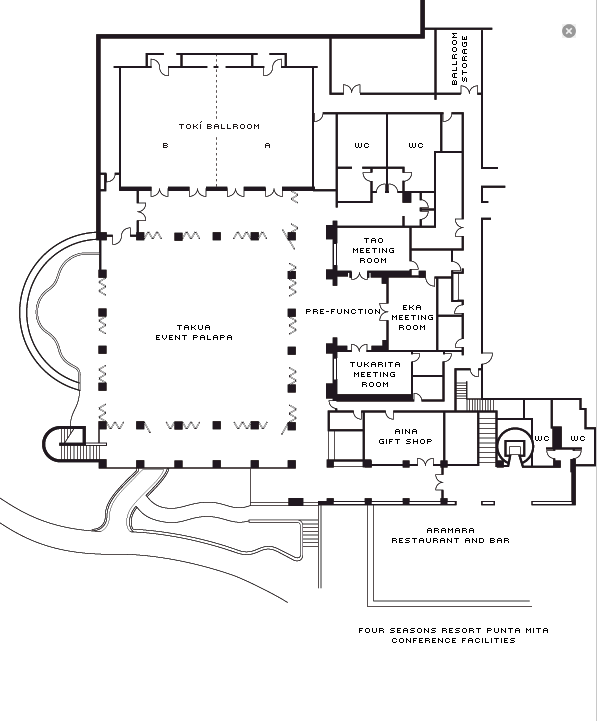 BALLROOM
STORAGE
TOKÍ BALLROOM
B
A
WC
WC
TAO
MEETING
ROOM
PRE-FUNCTION
EKA
MEETING
ROOM
TAKUA
EVENT PALAPA
TUKARITA
MEETING
ROOM
AINA
GIFT SHOP
WC
WC
ARAMARA
RESTAURANT AND BAR
FOUR SEASONS RESORT PUNTA MITA
CONFERENCE FACILITIES